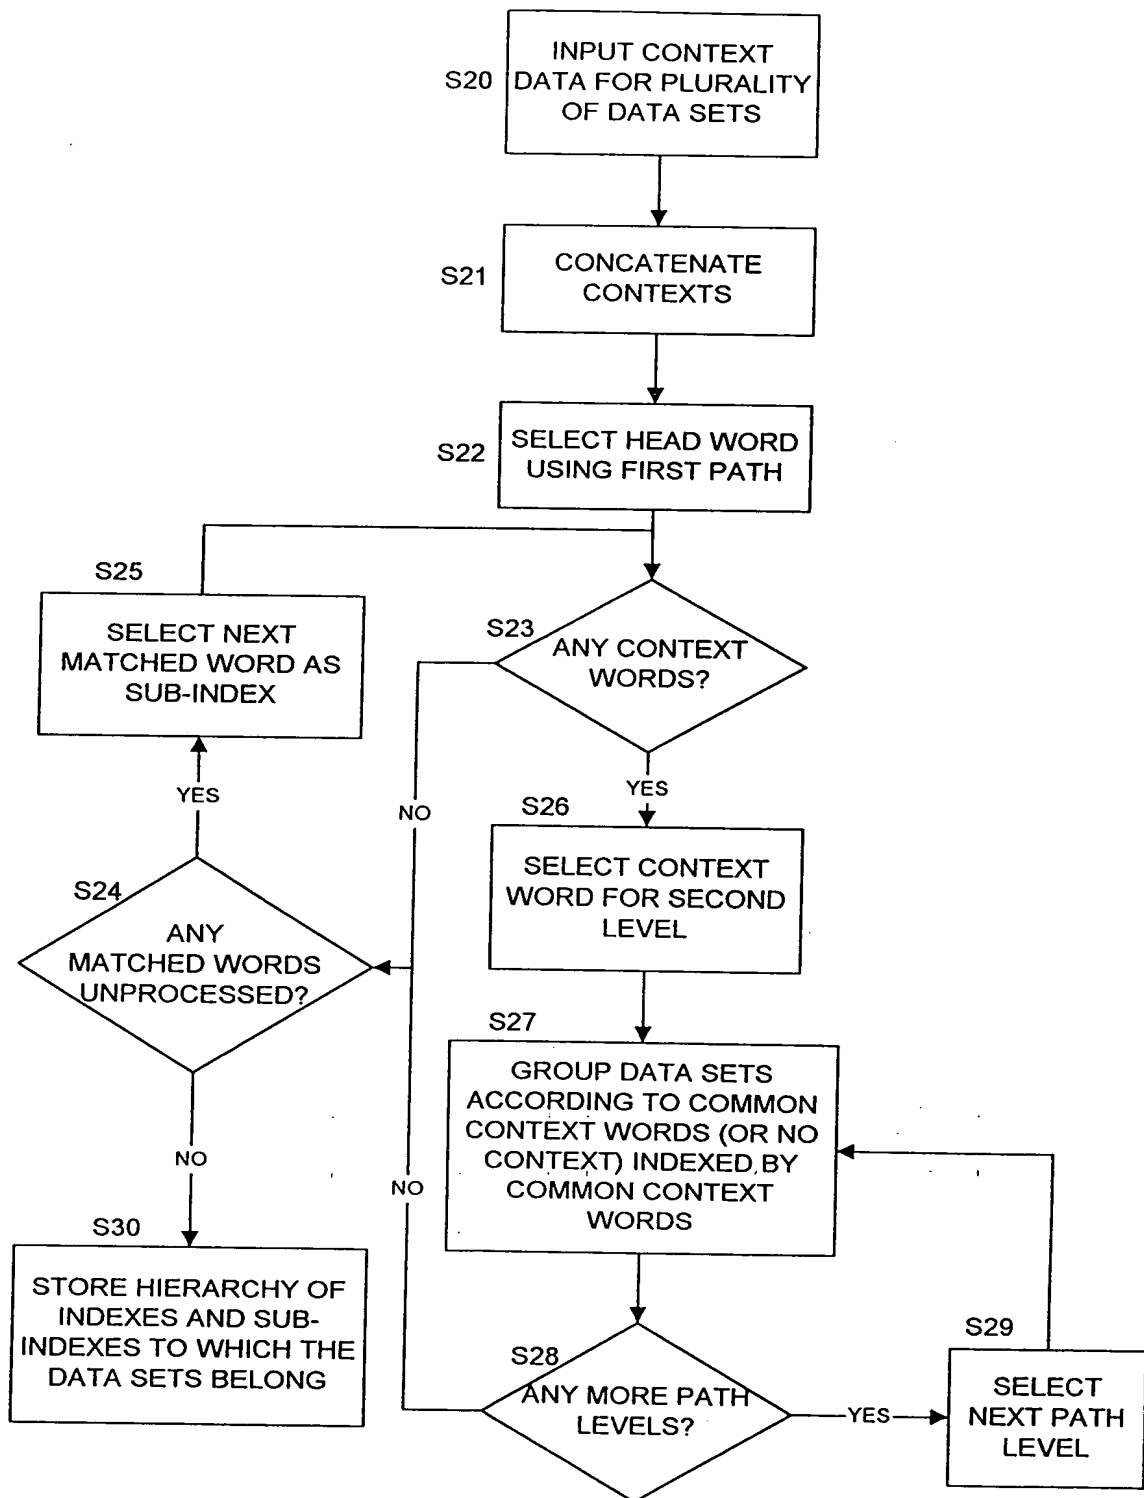 S20
INPUT CONTEXT
DATA FOR PLURALITY
OF DATA SETS
S21
CONCATENATE
CONTEXTS
S22
SELECT HEAD WORD
USING FIRST PATH
S25
SELECT NEXT
MATCHED WORD AS
SUB-INDEX
S23
ANY CONTEXT
WORDS?
YES
NO
YES
S26
SELECT CONTEXT
WORD FOR SECOND
LEVEL
S24
ANY
MATCHED WORDS
UNPROCESSED?
S27
GROUP DATA SETS
ACCORDING TO COMMON
CONTEXT WORDS (OR NO
CONTEXT) INDEXED BY
COMMON CONTEXT
WORDS
NO
NO
S30
STORE HIERARCHY OF
INDEXES AND SUB-
INDEXES TO WHICH THE
DATA SETS BELONG
S28
ANY MORE PATH
LEVELS?
YES
S29
SELECT
NEXT PATH
LEVEL